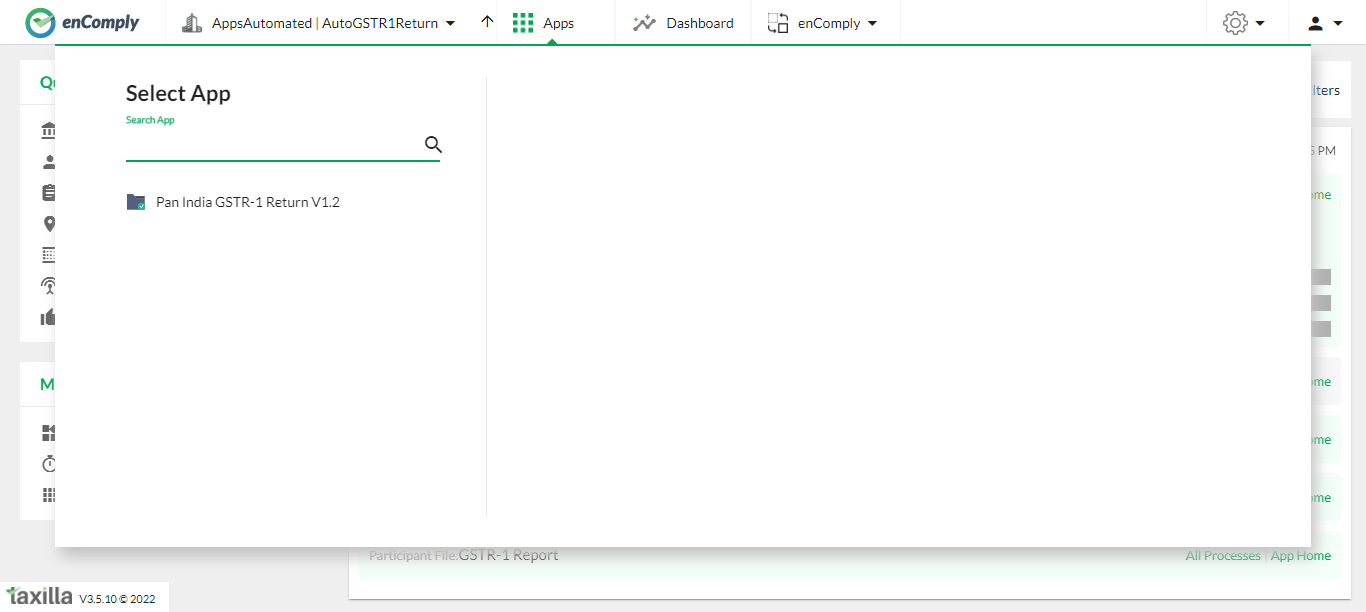 enComply
AppsAutomated | AutoGSTR1Return
Apps
Dashboard
enComply
Select App
Search App
Pan India GSTR-1 Return V1.2
Qu
M
lters
PM
ome
ome
ome
ome
Participant File:GSTR-1 Report
All Processes | App Home
taxilla V3.5.10 © 2022